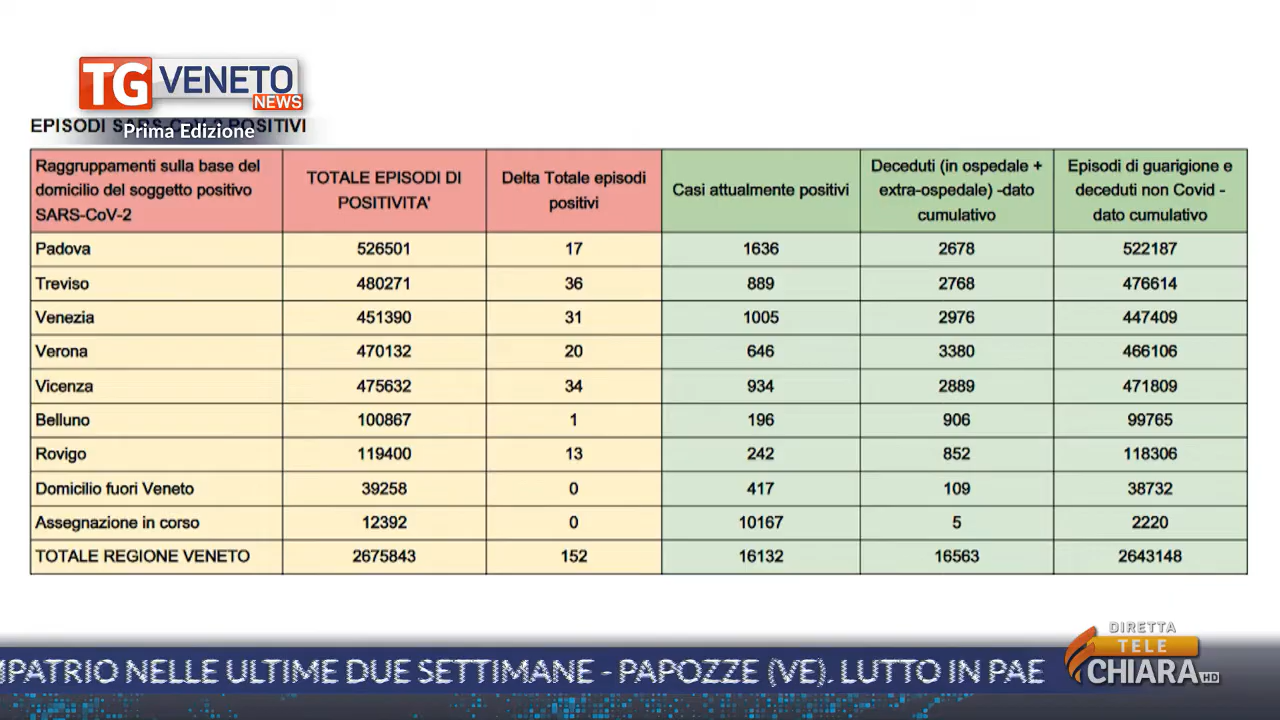 TG VENETO
NEWS
EPISODI SARS-CoV-2 POSITIVI
Prima Edizione
Raggruppamenti sulla base del domicilio del soggetto positivo SARS-CoV-2 TOTALE EPISODI DI POSITIVITA' Delta Totale episodi positivi Casi attualmente positivi Deceduti (in ospedale + extra-ospedale) -dato cumulativo Episodi di guarigione e deceduti non Covid - dato cumulativo
Padova 526501 17 1636 2678 522187
Treviso 480271 36 889 2768 476614
Venezia 451390 31 1005 2976 447409
Verona 470132 20 646 3380 466106
Vicenza 475632 34 934 2889 471809
Belluno 100867 1 196 906 99765
Rovigo 119400 13 242 852 118306
Domicilio fuori Veneto 39258 0 417 109 38732
Assegnazione in corso 12392 0 10167 5 2220
TOTALE REGIONE VENETO 2675843 152 16132 16563 2643148
MPATRIO NELLE ULTIME DUE SETTIMANE - PAPOZZE (VE). LUTTO IN PAE
DIRETTA
TELE
CHIARA HD